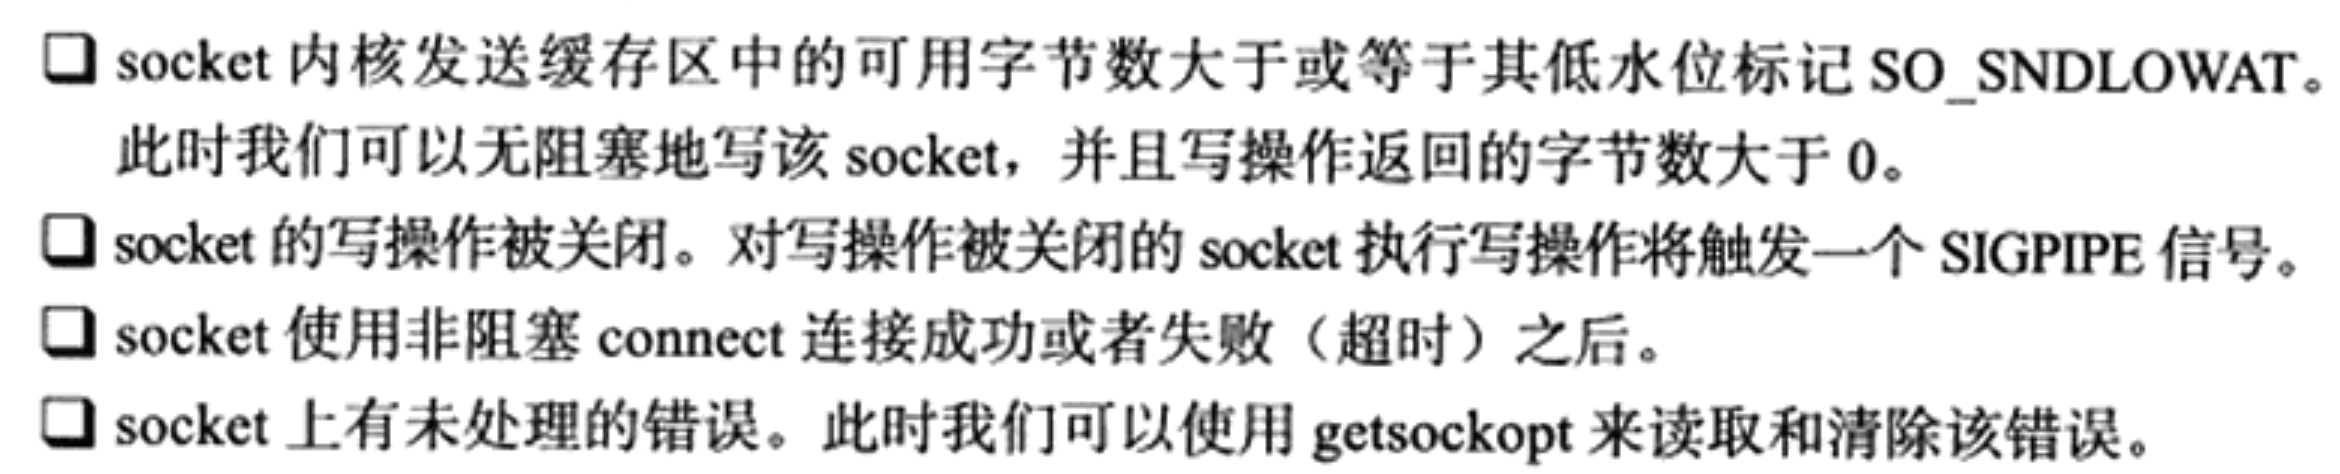 ❑ socket 内核发送缓存区中的可用字节数大于或等于其低水位标记 SO_SNDLOWAT。
此时我们可以无阻塞地写该 socket，并且写操作返回的字节数大于 0。
❑ socket 的写操作被关闭。对写操作被关闭的 socket 执行写操作将触发一个 SIGPIPE 信号。
❑ socket 使用非阻塞 connect 连接成功或者失败（超时）之后。
❑ socket 上有未处理的错误。此时我们可以使用 getsockopt 来读取和清除该错误。